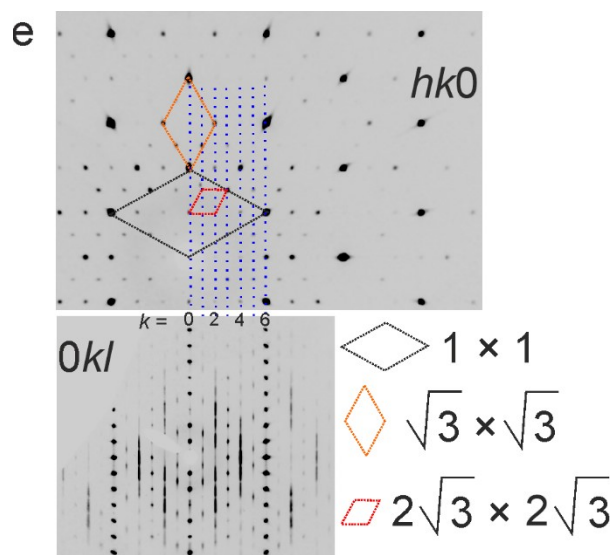 e
hk0
k = 0 2 4 6
0kl
1 × 1
√3 × √3
2√3 × 2√3